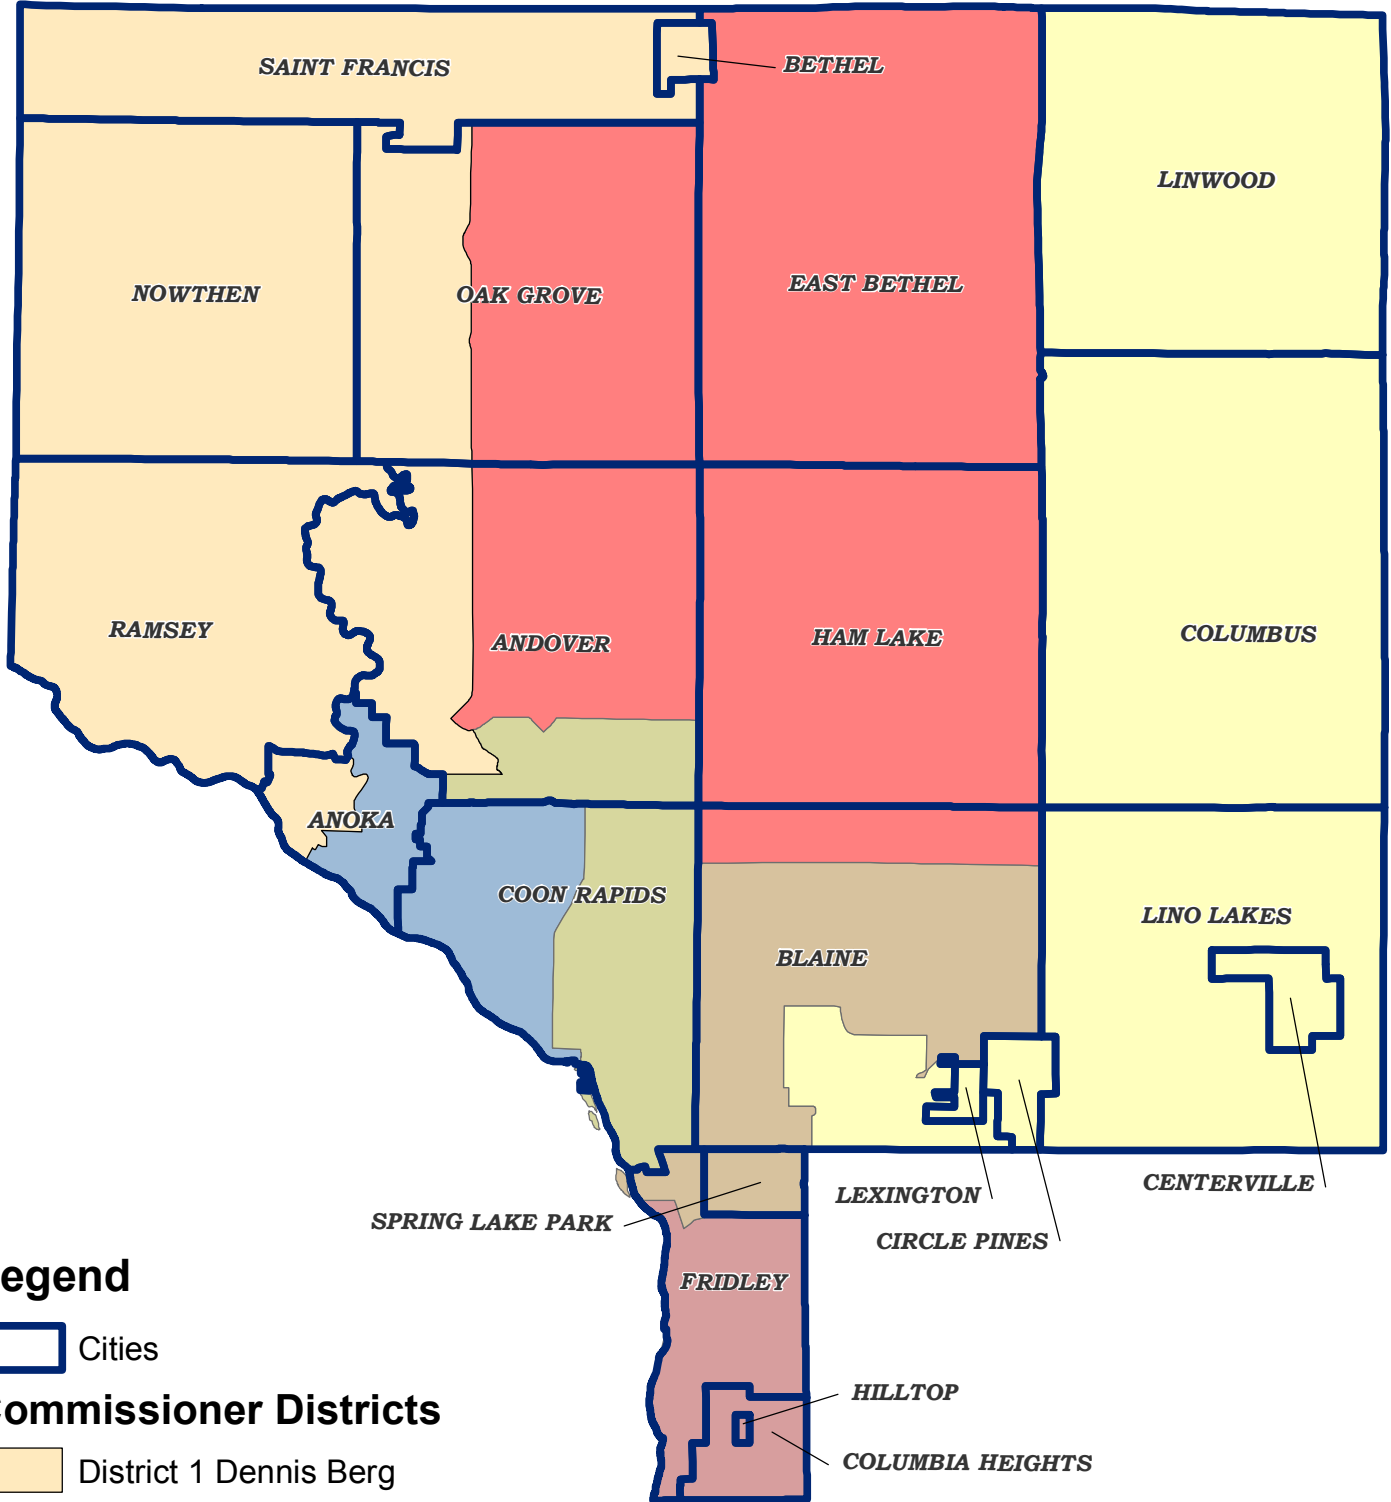 SAINT FRANCIS
BETHEL
LINWOOD
NOWTHEN
OAK GROVE
EAST BETHEL
RAMSEY
ANDOVER
HAM LAKE
COLUMBUS
ANOKA
COON RAPIDS
BLAINE
LINO LAKES
LEXINGTON
CENTERVILLE
SPRING LAKE PARK
CIRCLE PINES
FRIDLEY
egend
Cities
HILLTOP
ommissioner Districts
COLUMBIA HEIGHTS
District 1 Dennis Berg